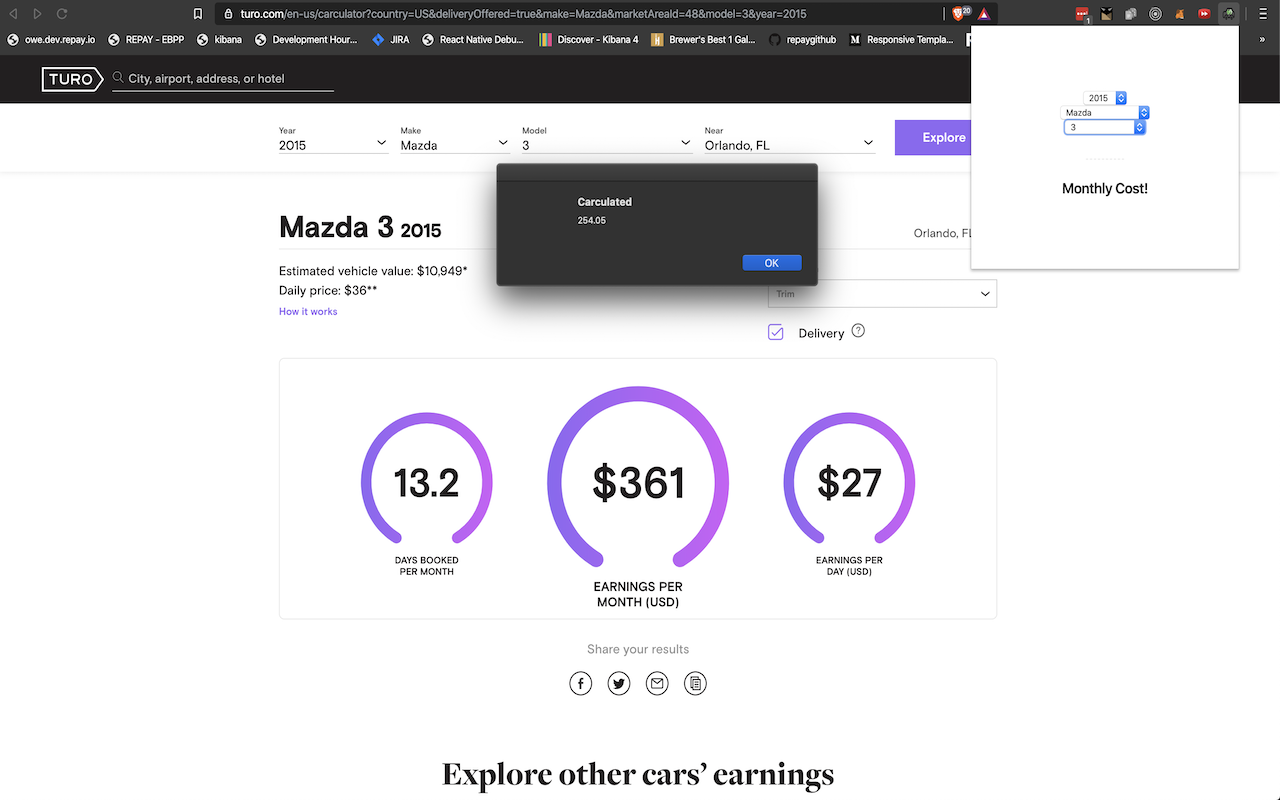 turo.com/en-us/carculator?country=US&deliveryOffered=true&make=Mazda&marketAreaId=48&model=3&year=2015
20
1
owe.dev.repay.io
REPAY - EBPP
kibana
Development Hour...
JIRA
React Native Debu...
Discover - Kibana 4
Brewer's Best 1 Gal...
repaygithub
Responsive Templa...
»
TURO
City, airport, address, or hotel
Year
2015
Make
Mazda
Model
3
Near
Orlando, FL
Explore
2015
Mazda
3
Monthly Cost!
Carculated
254.05
OK
Mazda 3 2015
Orlando, FL
Estimated vehicle value: $10,949*
Daily price: $36**
How it works
Trim
Delivery ?
13.2
DAYS BOOKED
PER MONTH
$361
EARNINGS PER
MONTH (USD)
$27
EARNINGS PER
DAY (USD)
Share your results
Explore other cars’ earnings